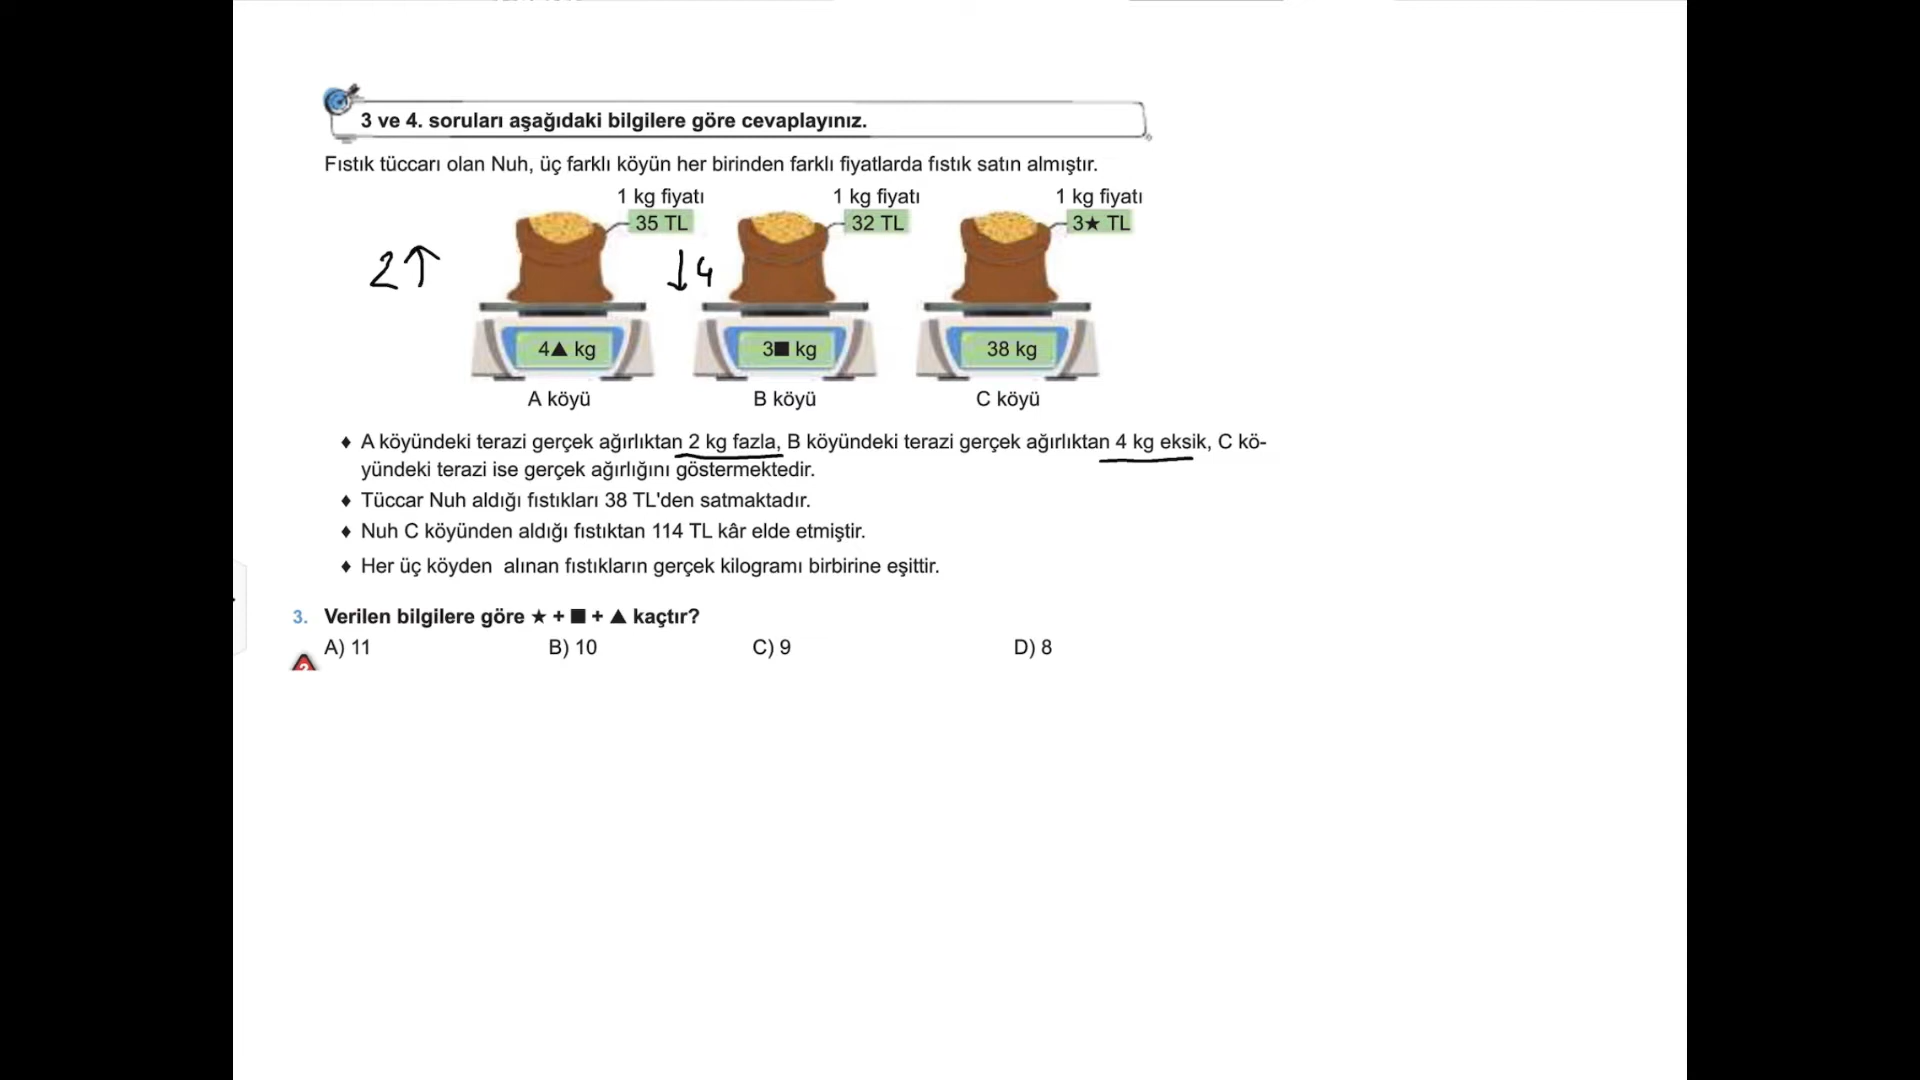 3 ve 4. soruları aşağıdaki bilgilere göre cevaplayınız.
Fıstık tüccarı olan Nuh, üç farklı köyün her birinden farklı fiyatlarda fıstık satın almıştır.
1 kg fiyatı 1 kg fiyatı 1 kg fiyatı
35 TL 32 TL 3★ TL
2↑ ↓4
4▲ kg 3■ kg 38 kg
A köyü B köyü C köyü
♦ A köyündeki terazi gerçek ağırlıktan 2 kg fazla, B köyündeki terazi gerçek ağırlıktan 4 kg eksik, C kö-
yündeki terazi ise gerçek ağırlığını göstermektedir.
♦ Tüccar Nuh aldığı fıstıkları 38 TL'den satmaktadır.
♦ Nuh C köyünden aldığı fıstıktan 114 TL kâr elde etmiştir.
♦ Her üç köyden alınan fıstıkların gerçek kilogramı birbirine eşittir.
3. Verilen bilgilere göre ★ + ■ + ▲ kaçtır?
A) 11 B) 10 C) 9 D) 8